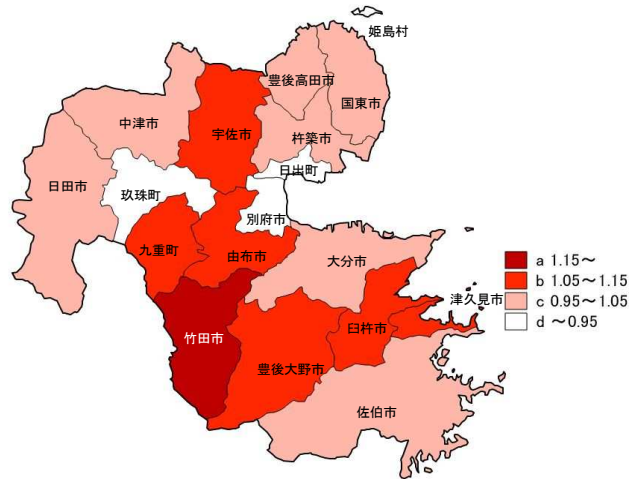 姫島村
豊後高田市
国東市
中津市
宇佐市
杵築市
日出町
日田市
玖珠町
別府市
九重町
由布市
大分市
a 1.15～
b 1.05～1.15
c 0.95～1.05
d ～0.95
津久見市
臼杵市
竹田市
豊後大野市
佐伯市